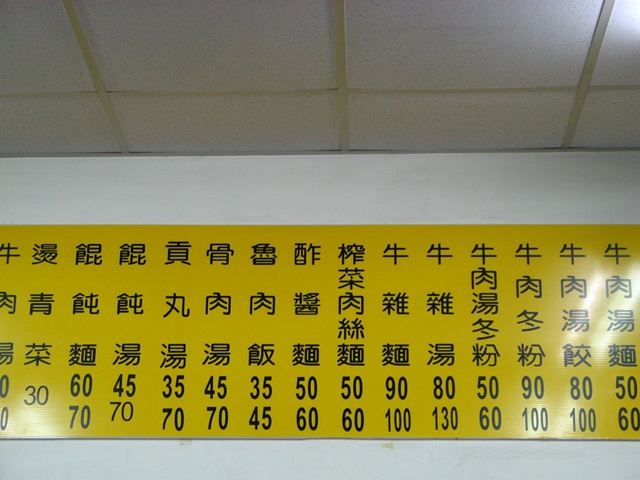 牛肉湯麵 50 60
牛肉湯餃 80 100
牛肉冬粉 90 100
牛肉湯冬粉 50 60
牛雜湯 80 130
牛雜麵 90 100
榨菜肉絲麵 50 60
酢醬麵 50 60
魯肉飯 35 45
骨肉湯 45 70
貢丸湯 35 70
餛飩湯 45 70
餛飩麵 60 70
燙青菜 30
牛肉湯